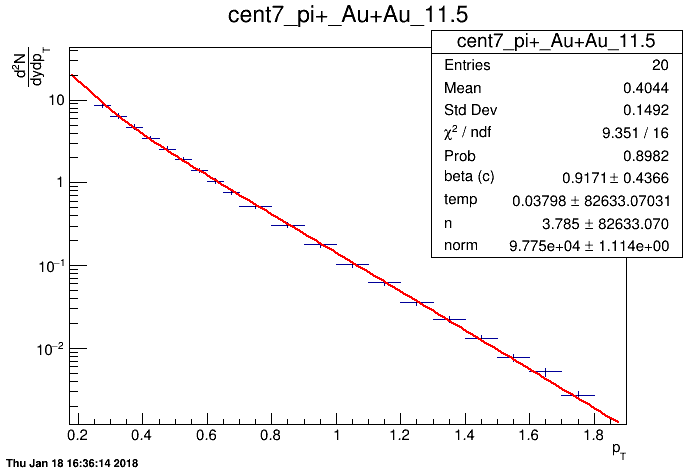 cent7_pi+_Au+Au_11.5
cent7_pi+_Au+Au_11.5
Entries 20
Mean 0.4044
Std Dev 0.1492
χ² / ndf 9.351 / 16
Prob 0.8982
beta (c) 0.9171 ± 0.4366
temp 0.03798 ± 82633.07031
n 3.785 ± 82633.070
norm 9.775e+04 ± 1.114e+00
d²N
dydp_T
10
1
10⁻¹
10⁻²
0.2 0.4 0.6 0.8 1 1.2 1.4 1.6 1.8
p_T
Thu Jan 18 16:36:14 2018